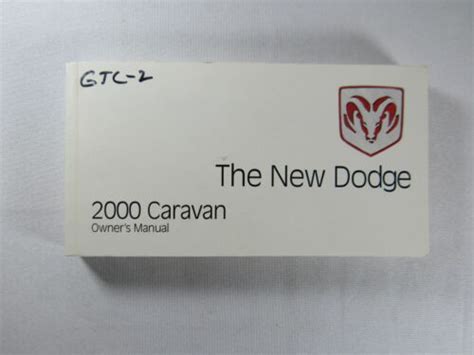 GTC-2
The New Dodge
2000 Caravan
Owner's Manual